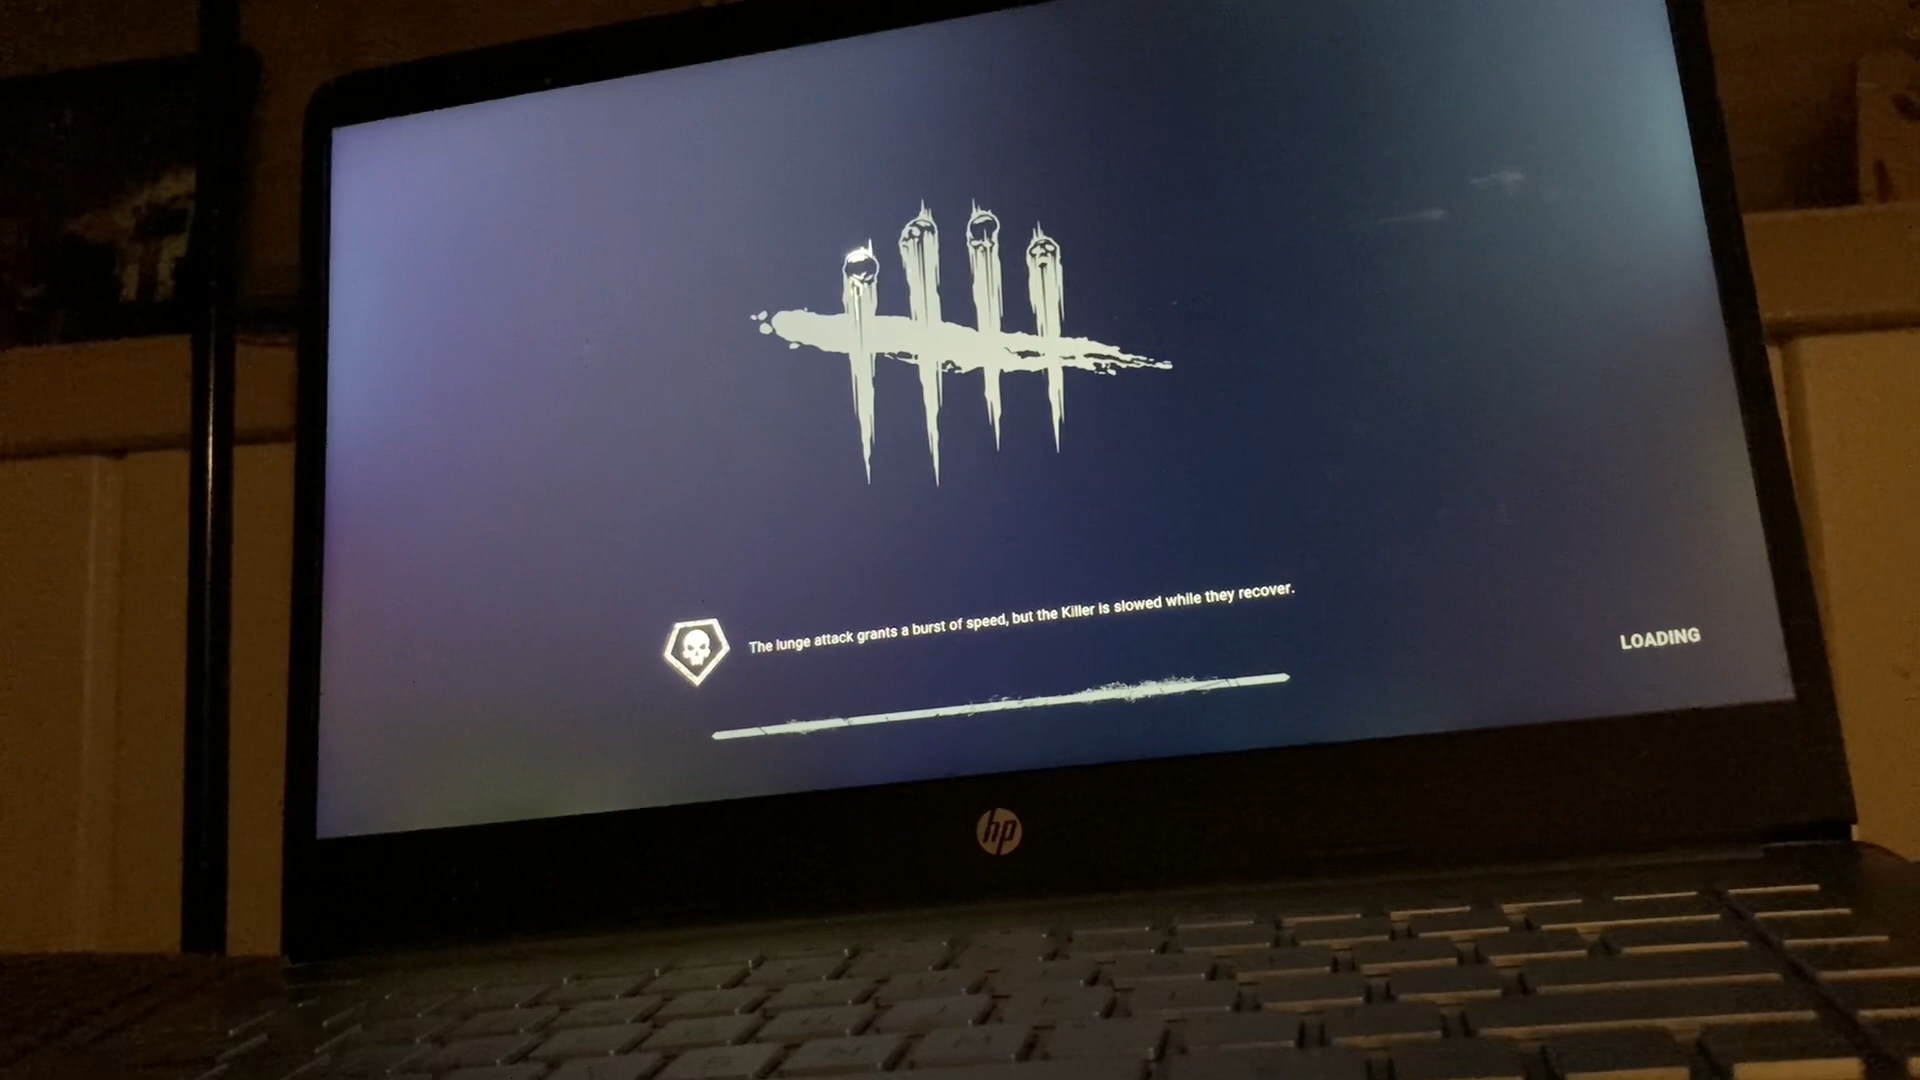 The lunge attack grants a burst of speed, but the Killer is slowed while they recover.
LOADING
hp